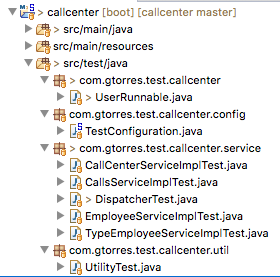 > callcenter [boot] [callcenter master]
> src/main/java
src/main/resources
> src/test/java
> com.gtorres.test.callcenter
> UserRunnable.java
com.gtorres.test.callcenter.config
TestConfiguration.java
> com.gtorres.test.callcenter.service
CallCenterServiceImplTest.java
CallsServiceImplTest.java
> DispatcherTest.java
EmployeeServiceImplTest.java
TypeEmployeeServiceImplTest.java
com.gtorres.test.callcenter.util
UtilityTest.java